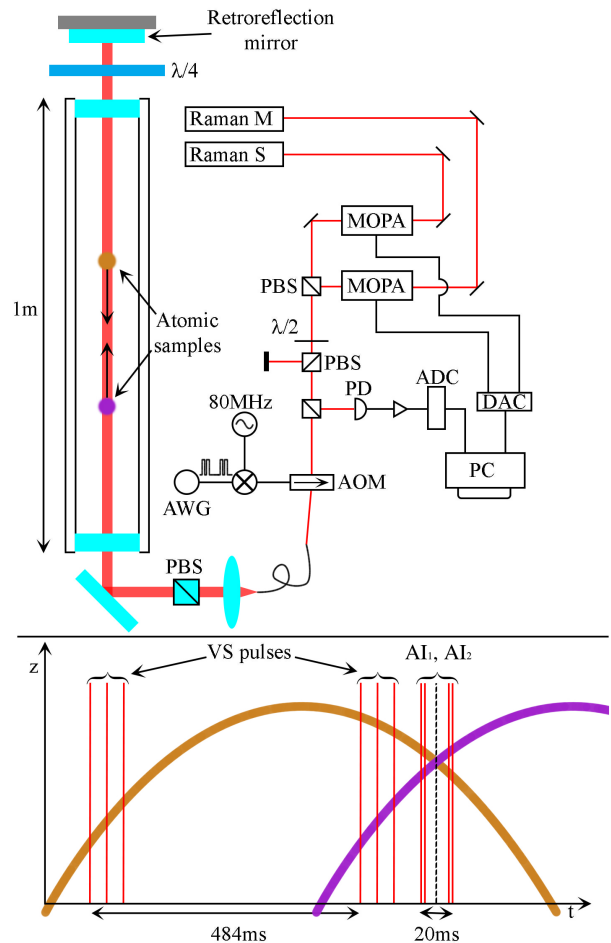 Retroreflection
mirror
λ/4
Raman M
Raman S
MOPA
PBS
MOPA
1m
Atomic
samples
λ/2
PBS
PD
ADC
80MHz
DAC
PC
AWG
AOM
PBS
z
VS pulses
AI₁, AI₂
t
484ms
20ms